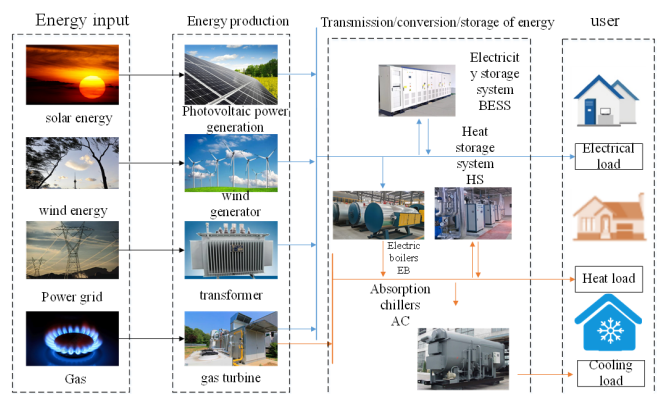 Energy input
Energy production
Transmission/conversion/storage of energy
user
solar energy
Photovoltaic power
generation
Electricit
y storage
system
BESS
Heat
storage
system
HS
Electrical
load
wind energy
wind
generator
Electric
boilers
EB
Power grid
transformer
Absorption
chillers
AC
Heat load
Gas
gas turbine
Cooling
load